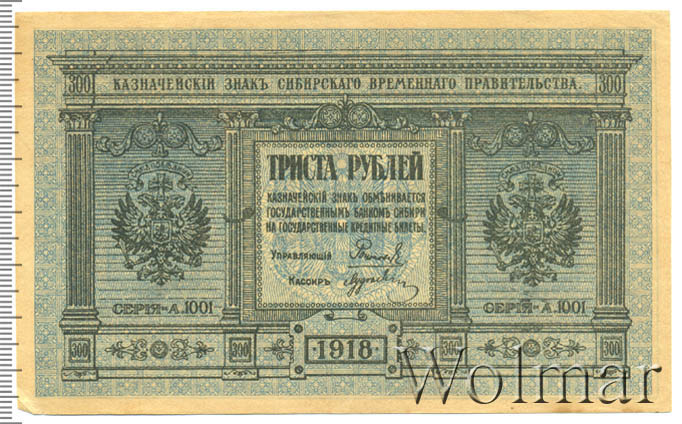 300 КАЗНАЧЕЙСКІЙ ЗНАКЪ СИБИРСКАГО ВРЕМЕННАГО ПРАВИТЕЛЬСТВА. 300
ТРИСТА РУБЛЕЙ
КАЗНАЧЕЙСКІЙ ЗНАКЪ ОБМѢНИВАЕТСЯ
ГОСУДАРСТВЕННЫМЪ БАНКОМЪ СИБИРИ
НА ГОСУДАРСТВЕННЫЕ КРЕДИТНЫЕ БИЛЕТЫ.
УПРАВЛЯЮЩІЙ
КАССИРЪ
СЕРІЯ-А.1001 СЕРІЯ-А.1001
300 300 1918 300 300
Wolmar